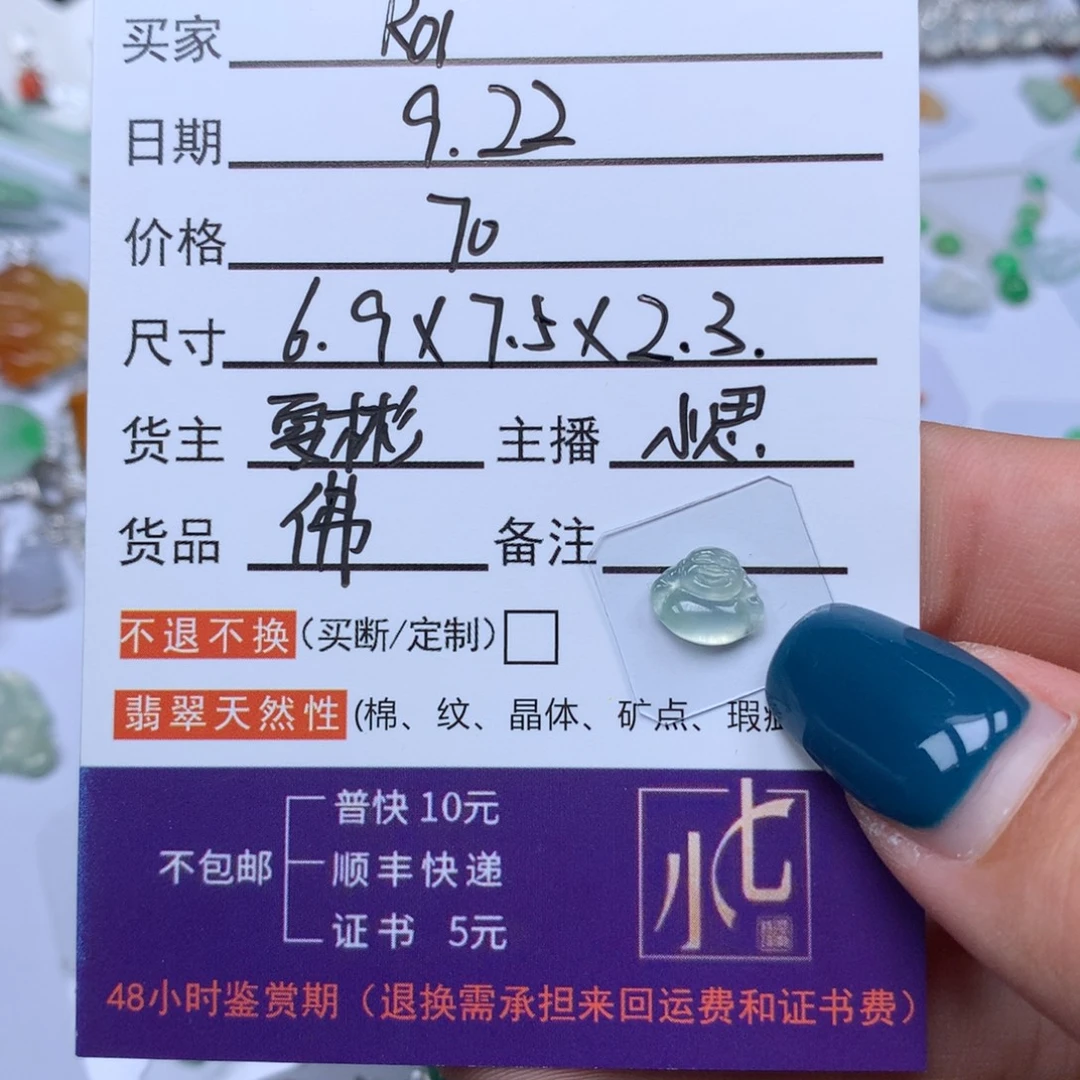 买家 R01
日期 9.22
价格 70
尺寸 6.9X7.5X2.3.
货主 夏彬 主播 小思.
货品 佛 备注
不退不换(买断/定制)
翡翠天然性(棉、纹、晶体、矿点、瑕
普快10元
不包邮 顺丰快递
证书 5元
小七
48小时鉴赏期（退换需承担来回运费和证书费）